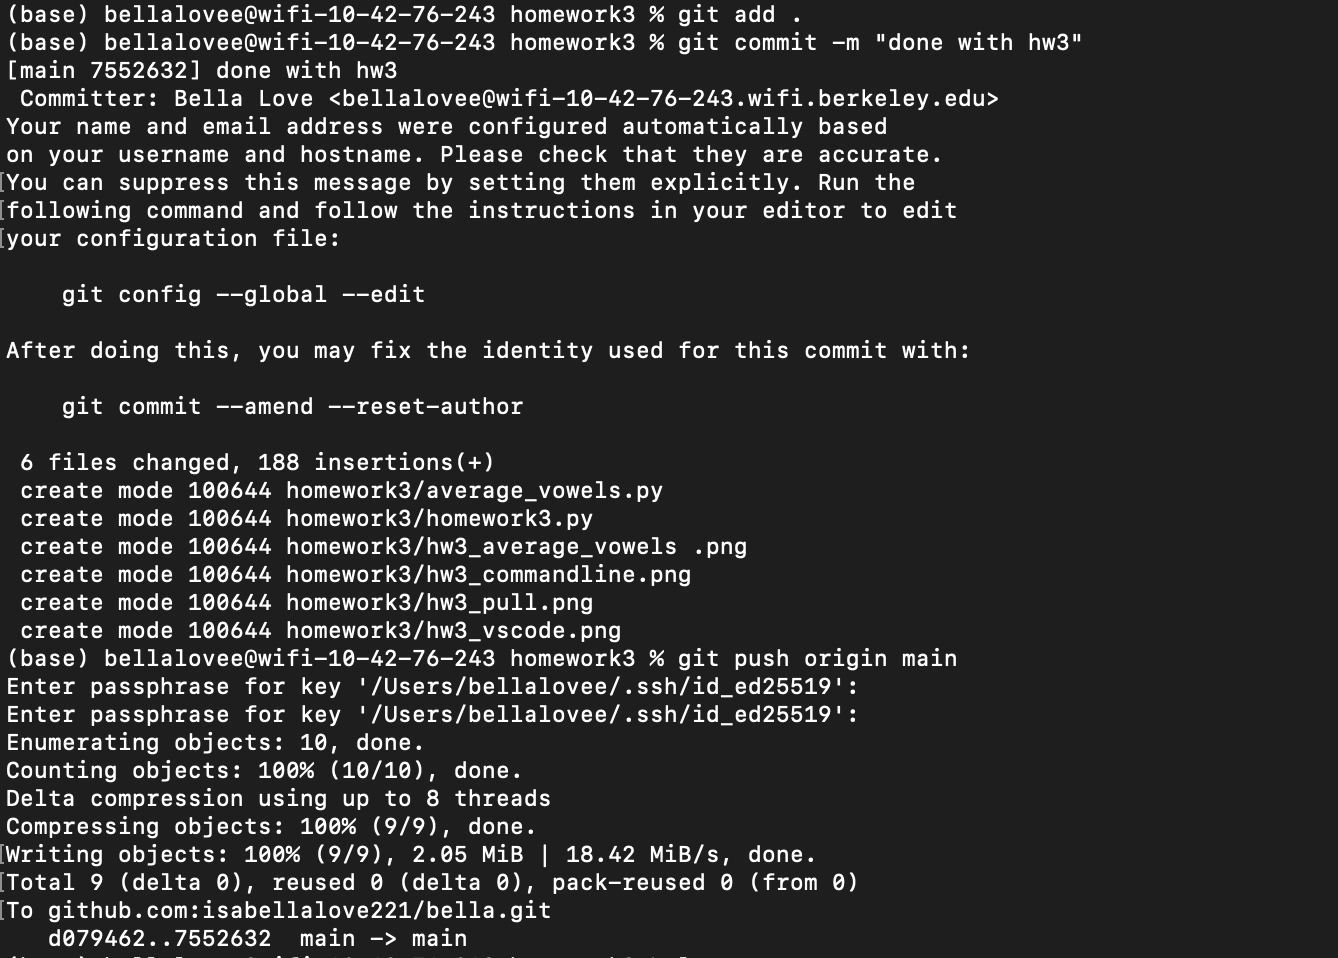 (base) bellalovee@wifi-10-42-76-243 homework3 % git add .
(base) bellalovee@wifi-10-42-76-243 homework3 % git commit -m "done with hw3"
[main 7552632] done with hw3
 Committer: Bella Love <bellalovee@wifi-10-42-76-243.wifi.berkeley.edu>
Your name and email address were configured automatically based
on your username and hostname. Please check that they are accurate.
You can suppress this message by setting them explicitly. Run the
following command and follow the instructions in your editor to edit
your configuration file:

    git config --global --edit

After doing this, you may fix the identity used for this commit with:

    git commit --amend --reset-author

 6 files changed, 188 insertions(+)
 create mode 100644 homework3/average_vowels.py
 create mode 100644 homework3/homework3.py
 create mode 100644 homework3/hw3_average_vowels .png
 create mode 100644 homework3/hw3_commandline.png
 create mode 100644 homework3/hw3_pull.png
 create mode 100644 homework3/hw3_vscode.png
(base) bellalovee@wifi-10-42-76-243 homework3 % git push origin main
Enter passphrase for key '/Users/bellalovee/.ssh/id_ed25519':
Enter passphrase for key '/Users/bellalovee/.ssh/id_ed25519':
Enumerating objects: 10, done.
Counting objects: 100% (10/10), done.
Delta compression using up to 8 threads
Compressing objects: 100% (9/9), done.
Writing objects: 100% (9/9), 2.05 MiB | 18.42 MiB/s, done.
Total 9 (delta 0), reused 0 (delta 0), pack-reused 0 (from 0)
To github.com:isabellalove221/bella.git
   d079462..7552632  main -> main